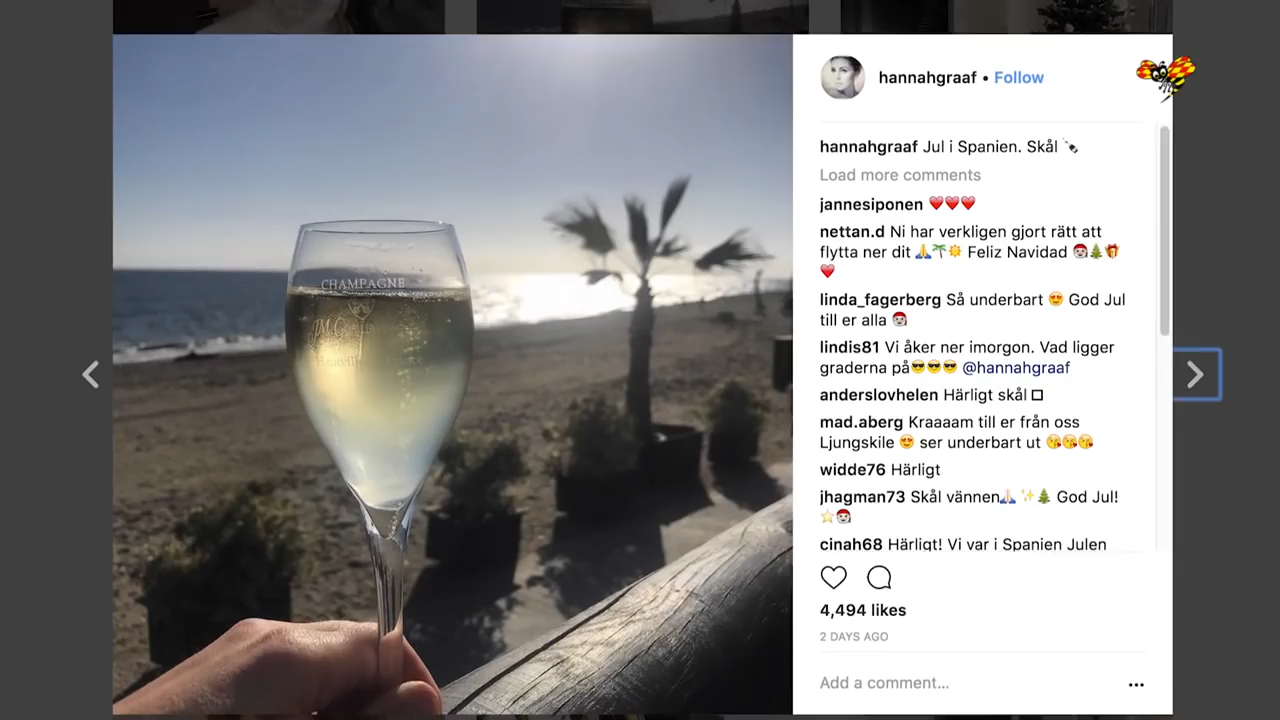 hannahgraaf • Follow
hannahgraaf Jul i Spanien. Skål 🍾
Load more comments
jannesiponen ❤️❤️❤️
nettan.d Ni har verkligen gjort rätt att
flytta ner dit 🙏🌴☀️ Feliz Navidad 🎅🎄🎁
❤️
linda_fagerberg Så underbart 😍 God Jul
till er alla 🎅
lindis81 Vi åker ner imorgon. Vad ligger
graderna på😎😎😎 @hannahgraaf
anderslovhelen Härligt skål
mad.aberg Kraaaam till er från oss
Ljungskile 😍 ser underbart ut 😘😘😘
widde76 Härligt
jhagman73 Skål vännen🙏🏻 ✨🎄 God Jul!
⭐🎅
cinah68 Härligt! Vi var i Spanien Julen
4,494 likes
2 DAYS AGO
Add a comment...
CHAMPAGNE